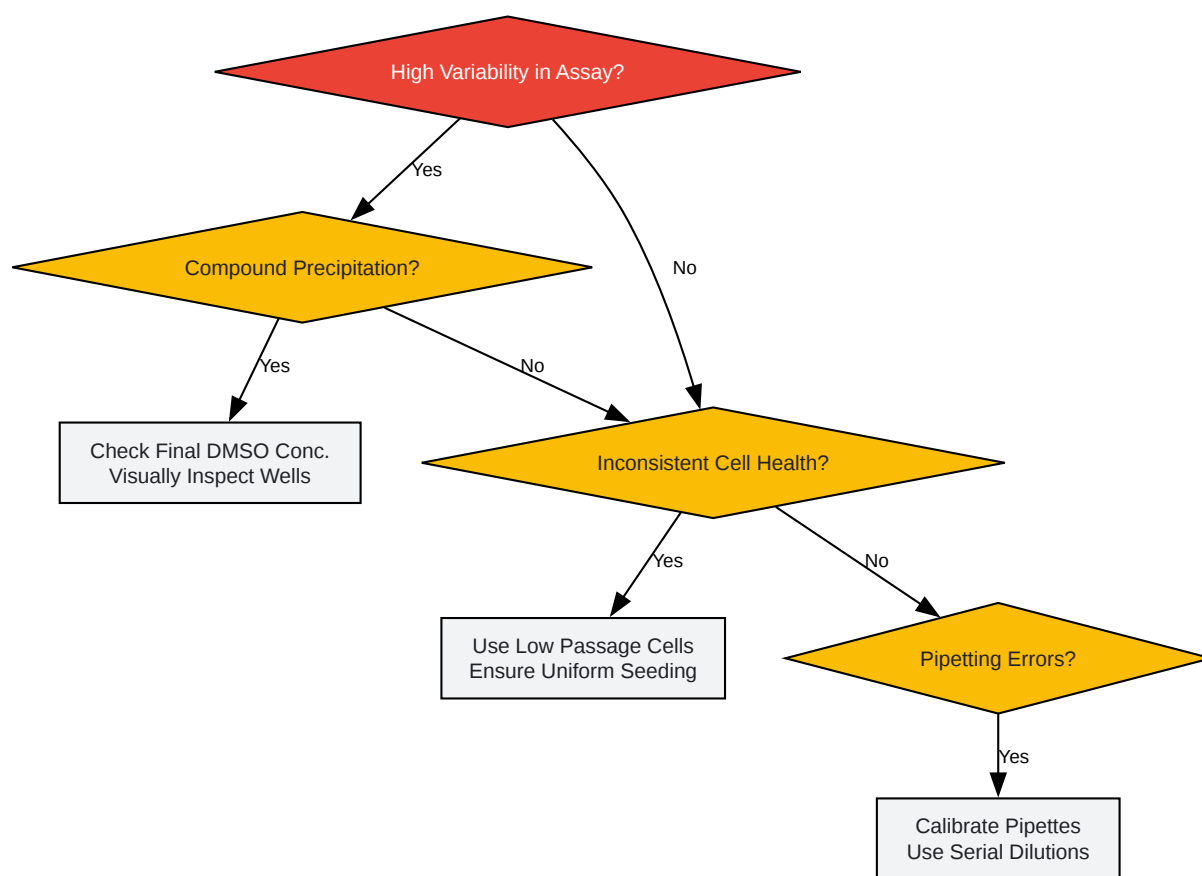 High Variability in Assay?
Yes
Compound Precipitation?
No
Yes
No
Check Final DMSO Conc.
Visually Inspect Wells
Inconsistent Cell Health?
Yes
No
Use Low Passage Cells
Ensure Uniform Seeding
Pipetting Errors?
Yes
Calibrate Pipettes
Use Serial Dilutions